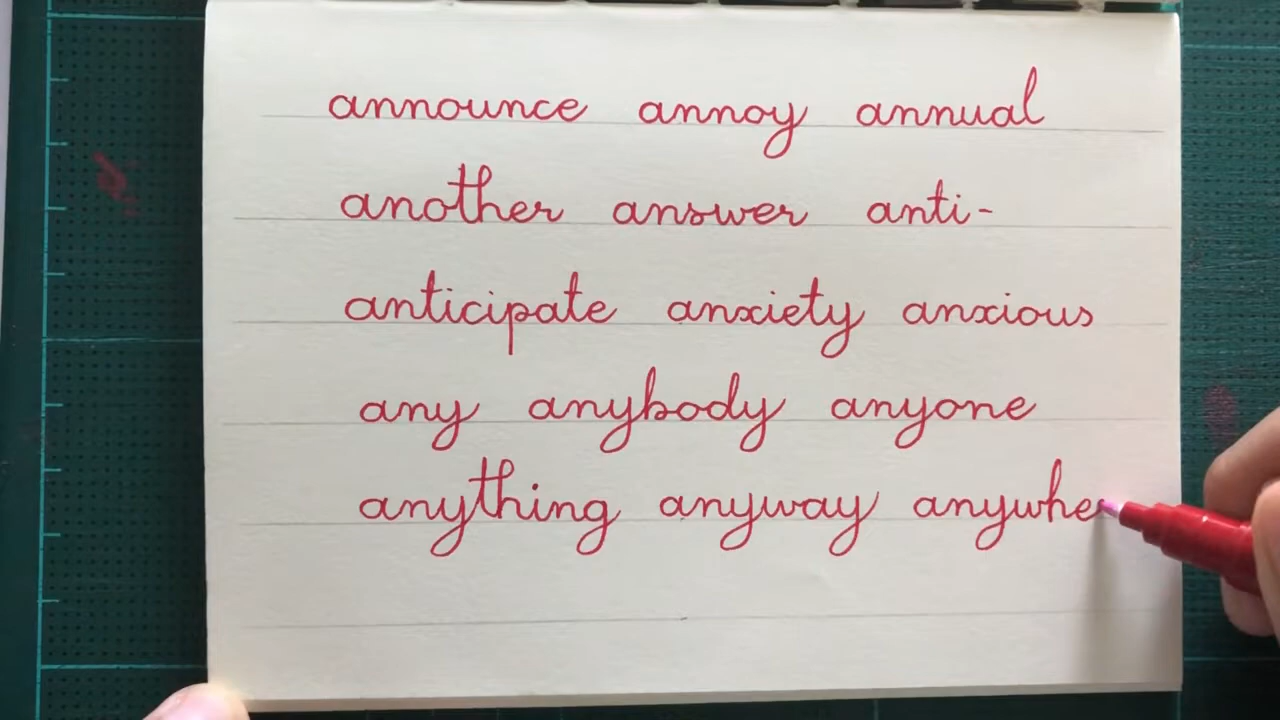 announce annoy annual
another answer anti-
anticipate anxiety anxious
any anybody anyone
anything anyway anywhe